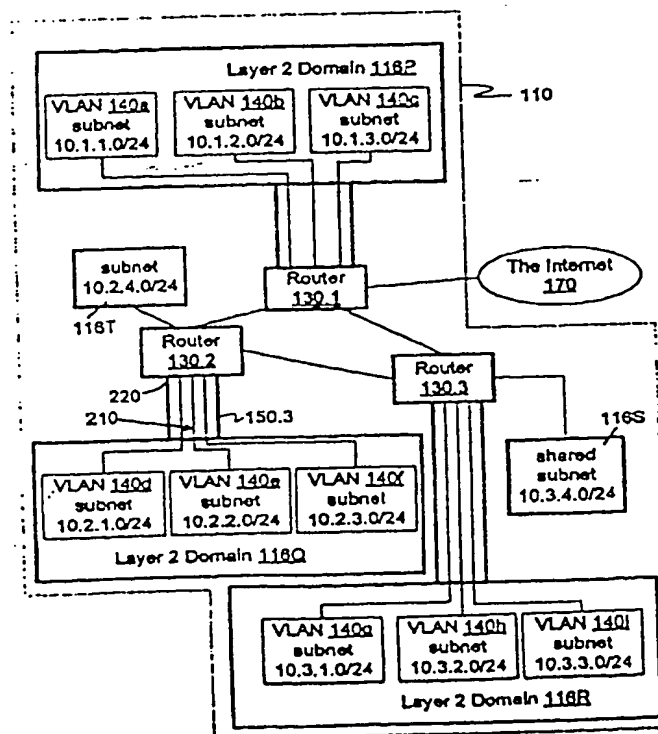 Layer 2 Domain 116P
110
VLAN 140a
subnet
10.1.1.0/24
VLAN 140b
subnet
10.1.2.0/24
VLAN 140c
subnet
10.1.3.0/24
subnet
10.2.4.0/24
116T
Router
130.1
The Internet
170
Router
130.2
Router
130.3
220
210
150.3
116S
shared
subnet
10.3.4.0/24
VLAN 140d
subnet
10.2.1.0/24
VLAN 140e
subnet
10.2.2.0/24
VLAN 140f
subnet
10.2.3.0/24
Layer 2 Domain 116Q
VLAN 140g
subnet
10.3.1.0/24
VLAN 140h
subnet
10.3.2.0/24
VLAN 140i
subnet
10.3.3.0/24
Layer 2 Domain 116R